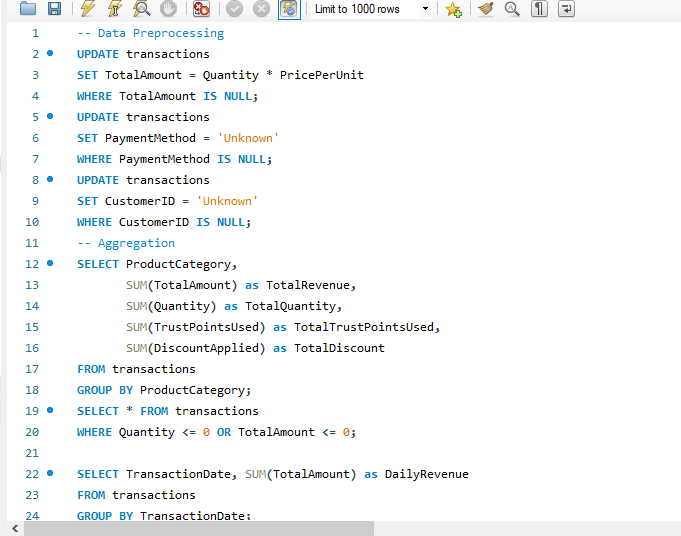 Limit to 1000 rows
1 -- Data Preprocessing
2 UPDATE transactions
3 SET TotalAmount = Quantity * PricePerUnit
4 WHERE TotalAmount IS NULL;
5 UPDATE transactions
6 SET PaymentMethod = 'Unknown'
7 WHERE PaymentMethod IS NULL;
8 UPDATE transactions
9 SET CustomerID = 'Unknown'
10 WHERE CustomerID IS NULL;
11 -- Aggregation
12 SELECT ProductCategory,
13 SUM(TotalAmount) as TotalRevenue,
14 SUM(Quantity) as TotalQuantity,
15 SUM(TrustPointsUsed) as TotalTrustPointsUsed,
16 SUM(DiscountApplied) as TotalDiscount
17 FROM transactions
18 GROUP BY ProductCategory;
19 SELECT * FROM transactions
20 WHERE Quantity <= 0 OR TotalAmount <= 0;
21
22 SELECT TransactionDate, SUM(TotalAmount) as DailyRevenue
23 FROM transactions
24 GROUP BY TransactionDate;